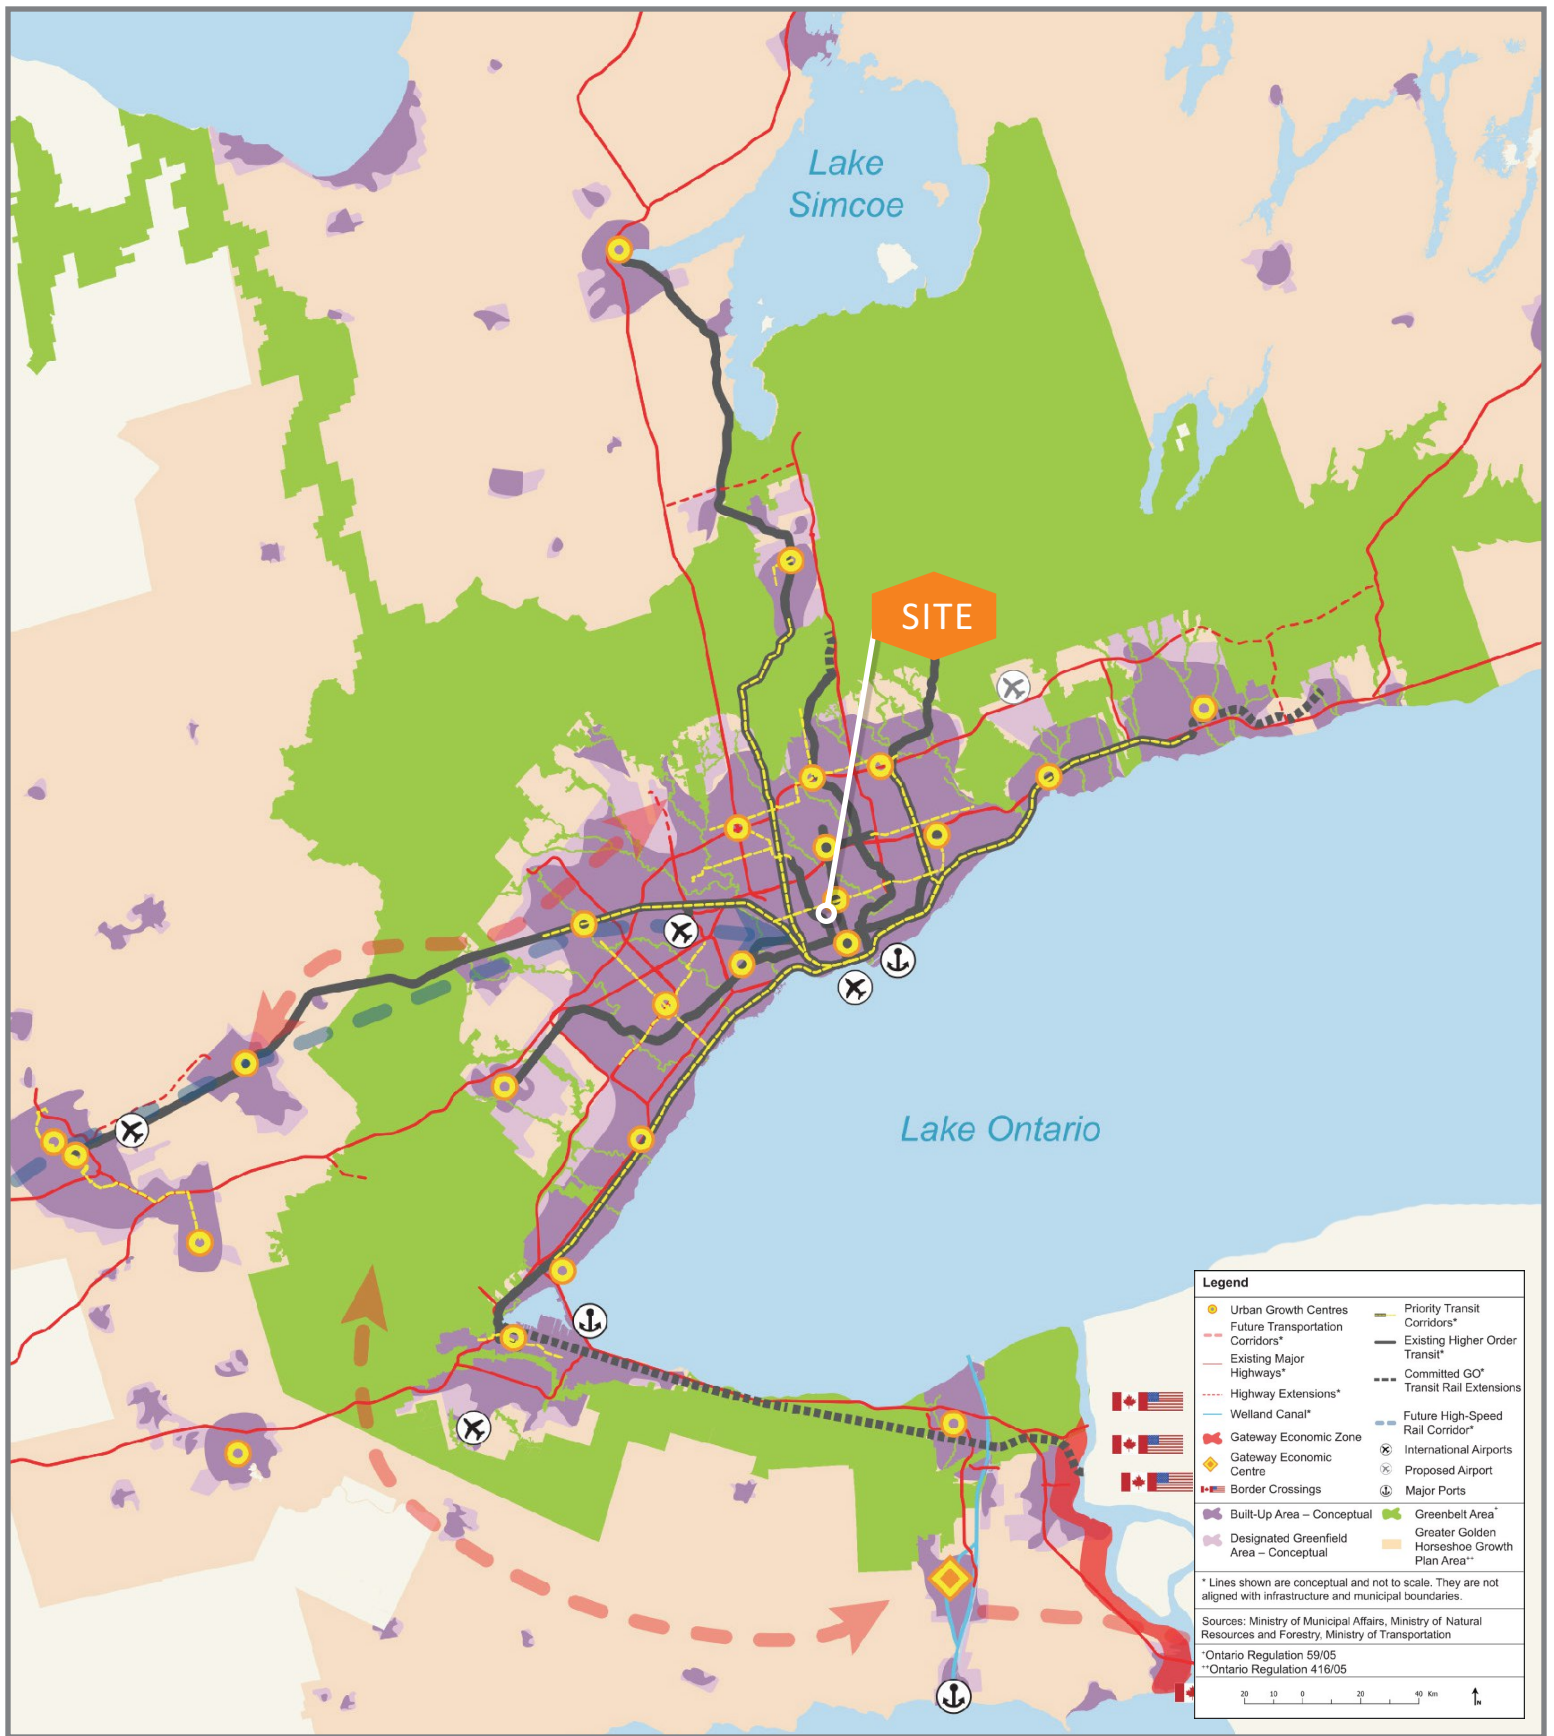 Lake
Simcoe
SITE
Lake Ontario
Legend
Urban Growth Centres
Future Transportation
Corridors*
Existing Major
Highways*
Highway Extensions*
Welland Canal*
Gateway Economic Zone
Gateway Economic
Centre
Border Crossings
Priority Transit
Corridors*
Existing Higher Order
Transit*
Committed GO*
Transit Rail Extensions
Future High-Speed
Rail Corridor*
International Airports
Proposed Airport
Major Ports
Built-Up Area – Conceptual
Designated Greenfield
Area – Conceptual
Greenbelt Area+
Greater Golden
Horseshoe Growth
Plan Area++
* Lines shown are conceptual and not to scale. They are not
aligned with infrastructure and municipal boundaries.
Sources: Ministry of Municipal Affairs, Ministry of Natural
Resources and Forestry, Ministry of Transportation
+Ontario Regulation 59/05
++Ontario Regulation 416/05
20 10 0 20 40 Km
N